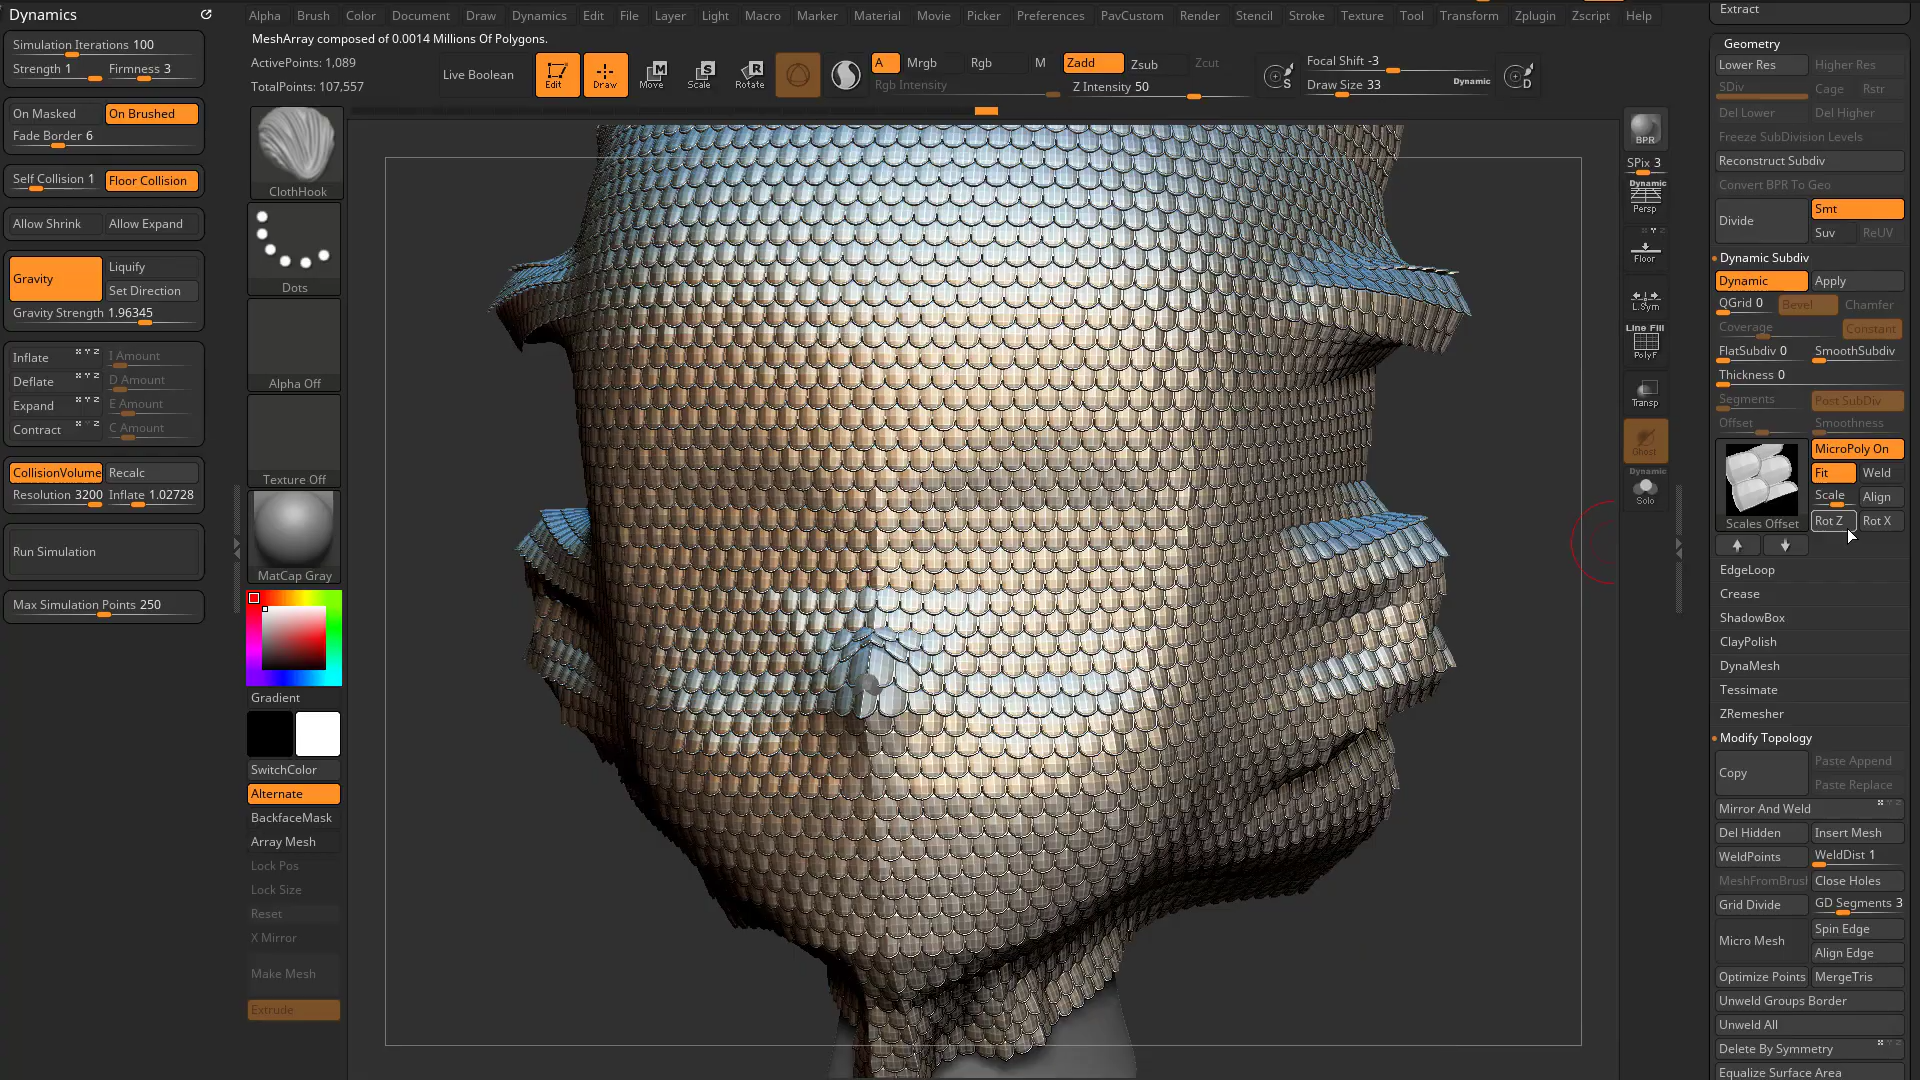 Dynamics
Simulation Iterations 100
Strength 1 Firmness 3
On Masked On Brushed
Fade Border 6
Self Collision 1 Floor Collision
Allow Shrink Allow Expand
Gravity Liquify
Set Direction
Gravity Strength 1.96345
Inflate I Amount
Deflate D Amount
Expand E Amount
Contract C Amount
CollisionVolume Recalc
Resolution 3200 Inflate 1.02728
Run Simulation
Max Simulation Points 250
Alpha Brush Color Document Draw Dynamics Edit File Layer Light Macro Marker Material Movie Picker Preferences PavCustom Render Stencil Stroke Texture Tool Transform Zplugin Zscript Help
MeshArray composed of 0.0014 Millions Of Polygons.
ActivePoints: 1,089
TotalPoints: 107,557
Live Boolean
Edit Draw Move Scale Rotate
A Mrgb Rgb M
Rgb Intensity
Zadd Zsub Zcut
Z Intensity 50
S
Focal Shift -3
Draw Size 33 Dynamic
D
ClothHook
Dots
Alpha Off
Texture Off
MatCap Gray
Gradient
SwitchColor
Alternate
BackfaceMask
Array Mesh
Lock Pos
Lock Size
Reset
X Mirror
Make Mesh
Extrude
BPR
SPix 3
Dynamic
Persp
Floor
L.Sym
Line Fill
PolyF
Transp
Ghost
Dynamic
Solo
Extract
Geometry
Lower Res Higher Res
SDiv Cage Rstr
Del Lower Del Higher
Freeze SubDivision Levels
Reconstruct Subdiv
Convert BPR To Geo
Divide Smt
Suv ReUV
Dynamic Subdiv
Dynamic Apply
QGrid 0 Bevel Chamfer
Coverage Constant
FlatSubdiv 0 SmoothSubdiv
Thickness 0
Segments Post SubDiv
Offset Smoothness
MicroPoly On
Fit Weld
Scale Align
Scales Offset Rot Z Rot X
EdgeLoop
Crease
ShadowBox
ClayPolish
DynaMesh
Tessimate
ZRemesher
Modify Topology
Copy Paste Append
Paste Replace
Mirror And Weld
Del Hidden Insert Mesh
WeldPoints WeldDist 1
MeshFromBrus Close Holes
Grid Divide GD Segments 3
Micro Mesh Spin Edge
Align Edge
Optimize Points MergeTris
Unweld Groups Border
Unweld All
Delete By Symmetry
Equalize Surface Area